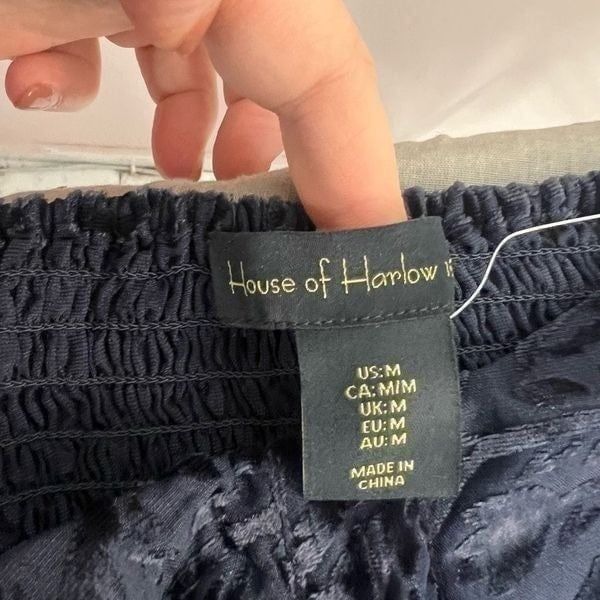 House of Harlow
US:M
CA:M/M
UK:M
EU:M
AU:M
MADE IN
CHINA